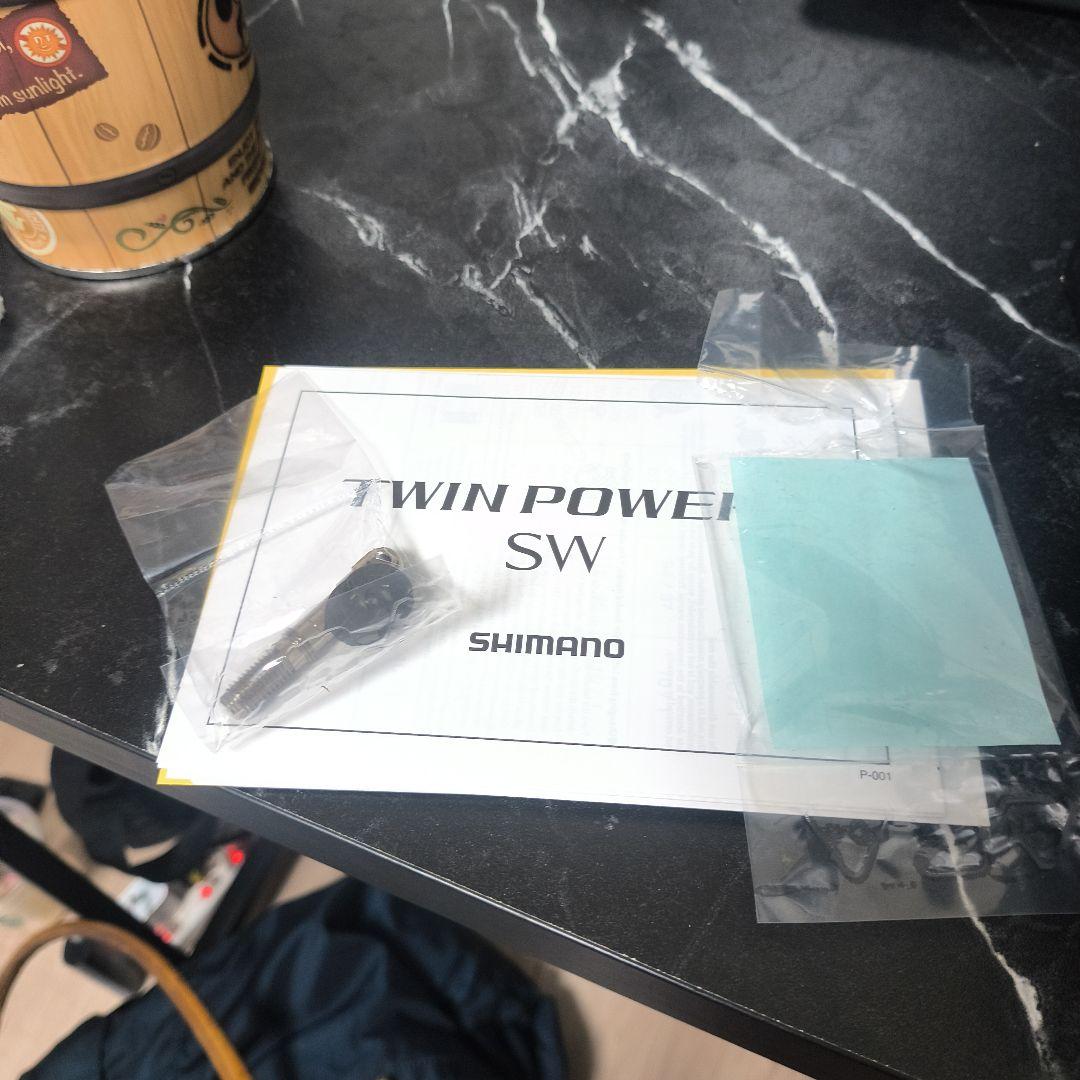 m sunlight.
TWIN POWER
SW
SHIMANO
P-001